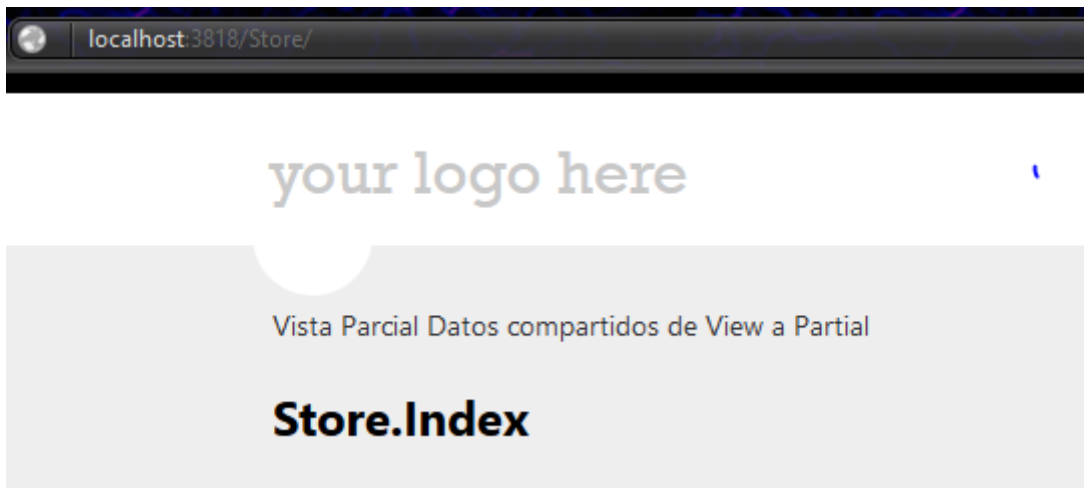 localhost:3818/Store/
your logo here
Vista Parcial Datos compartidos de View a Partial
Store.Index